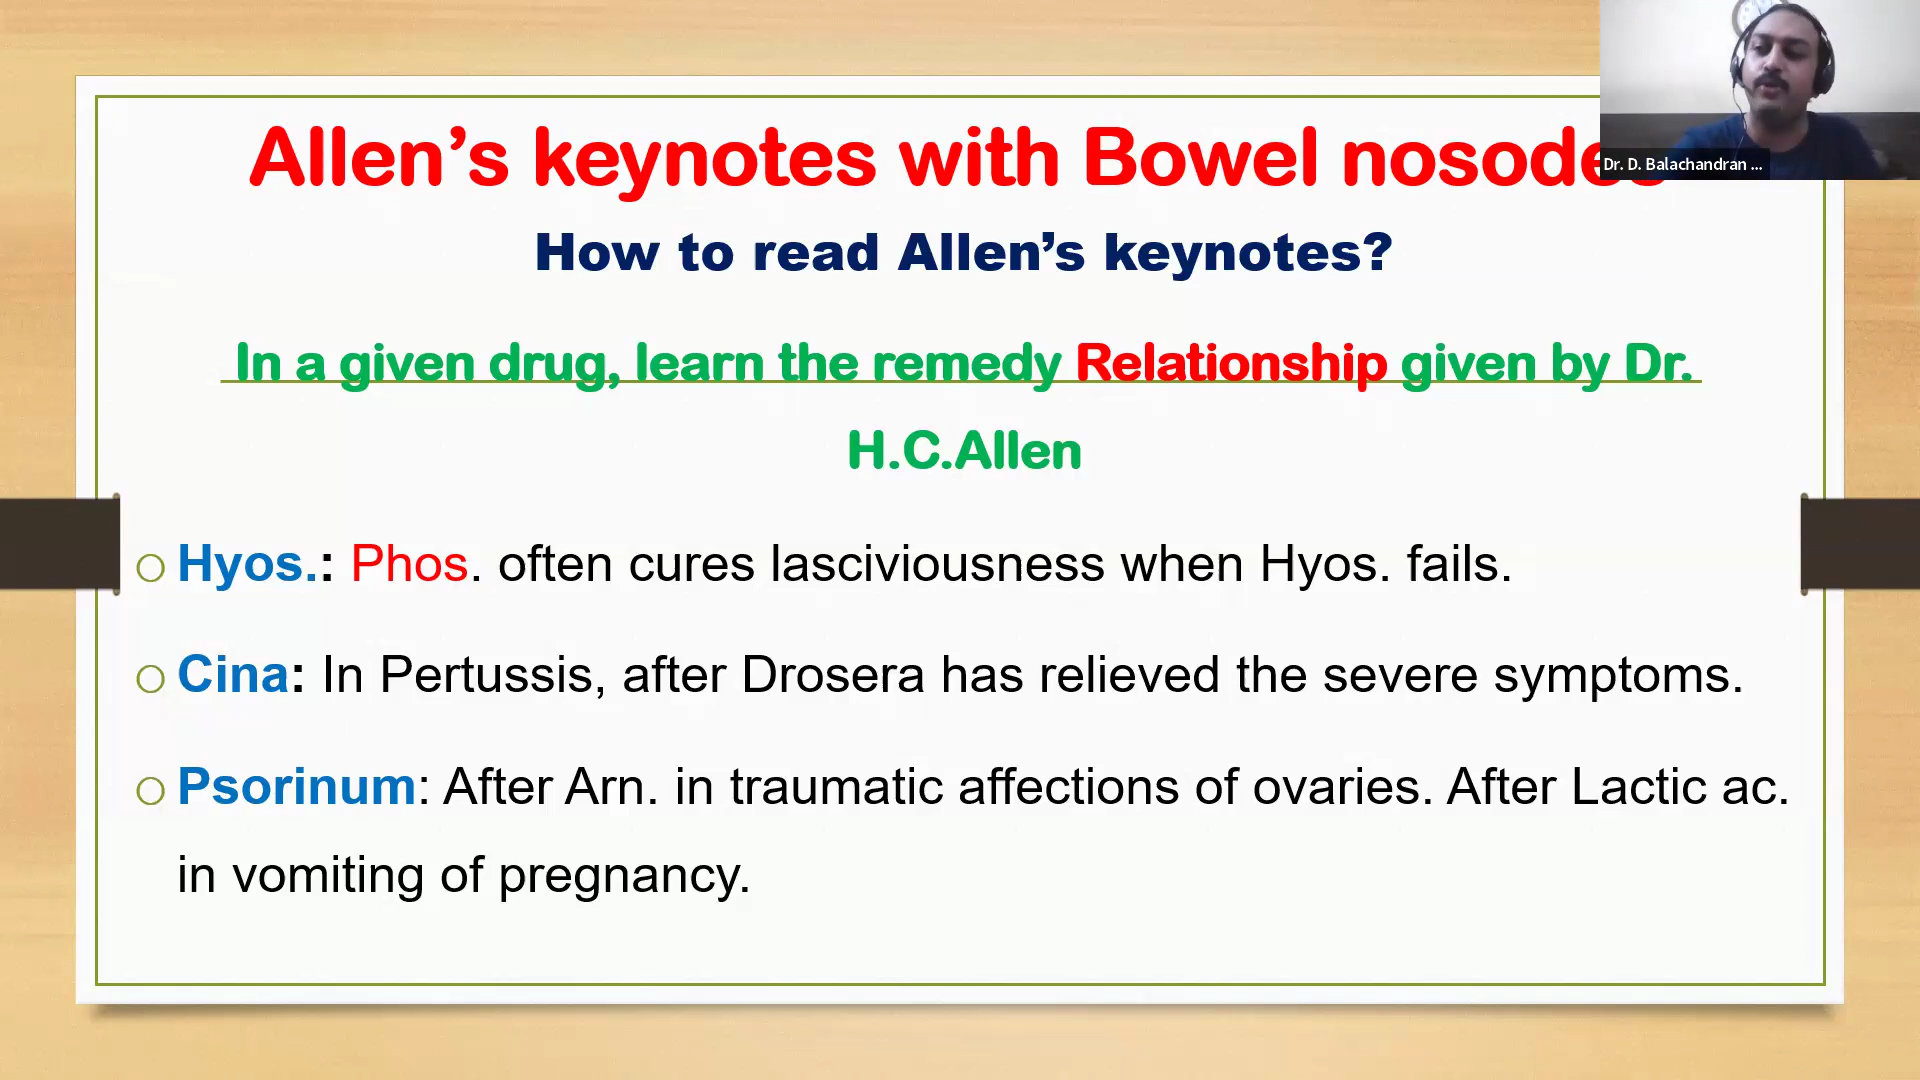 Allen’s keynotes with Bowel nosodes
Dr. D. Balachandran ...
How to read Allen’s keynotes?
In a given drug, learn the remedy Relationship given by Dr.
H.C.Allen
Hyos.: Phos. often cures lasciviousness when Hyos. fails.
Cina: In Pertussis, after Drosera has relieved the severe symptoms.
Psorinum: After Arn. in traumatic affections of ovaries. After Lactic ac.
in vomiting of pregnancy.